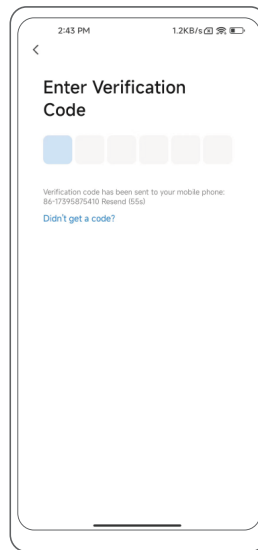 2:43 PM 1.2KB/s
Enter Verification
Code
Verification code has been sent to your mobile phone:
86-17395875410 Resend (55s)
Didn't get a code?